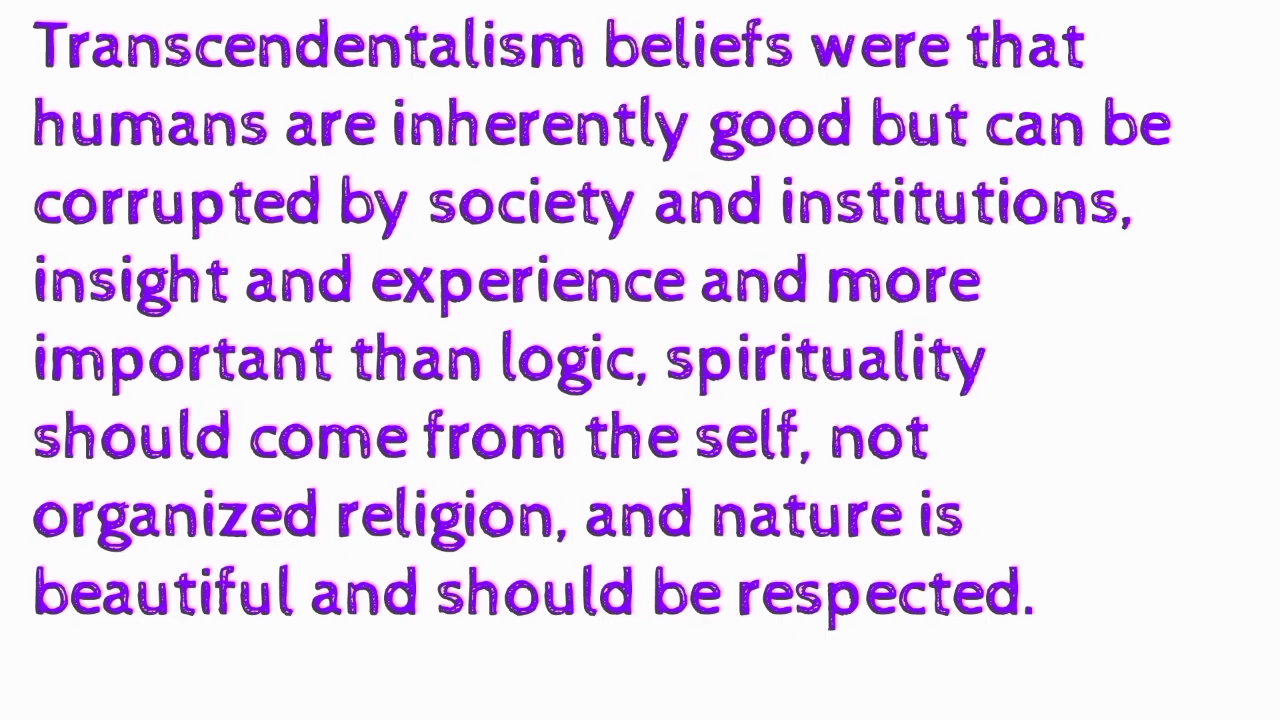 Transcendentalism beliefs were that
humans are inherently good but can be
corrupted by society and institutions,
insight and experience and more
important than logic, spirituality
should come from the self, not
organized religion, and nature is
beautiful and should be respected.